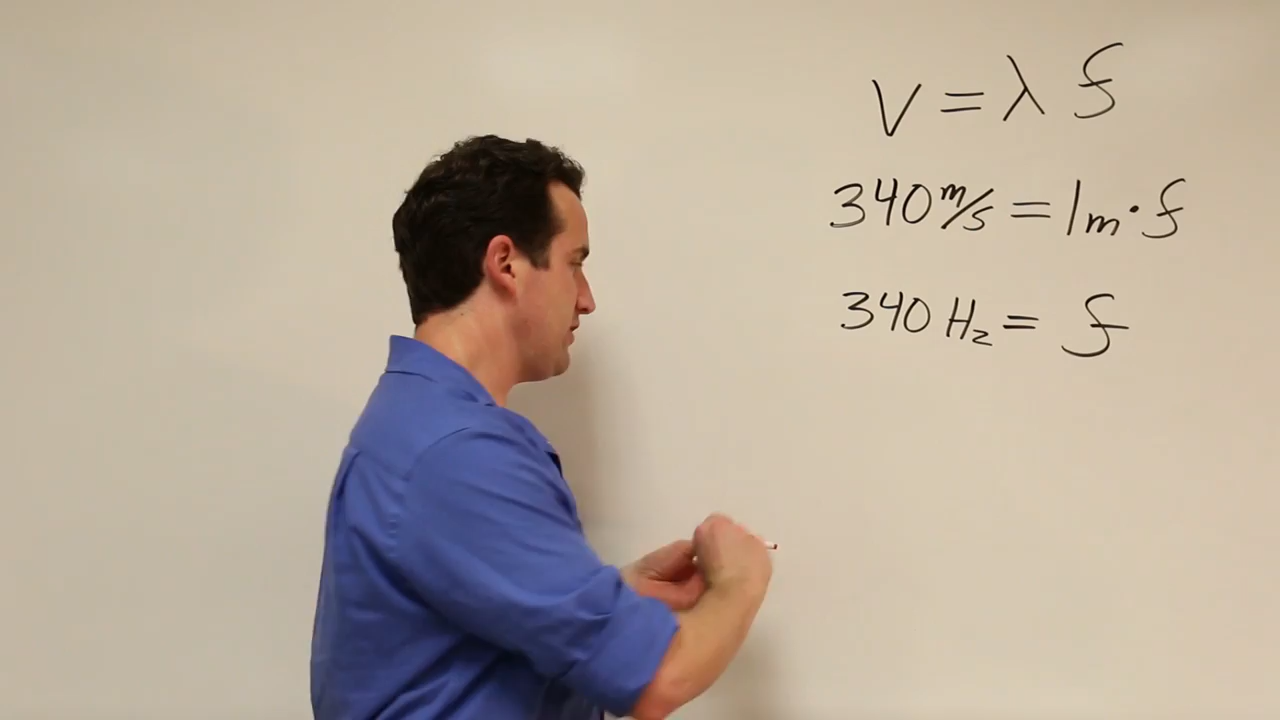 V = λ f
340 m/s = 1m · f
340 Hz = f